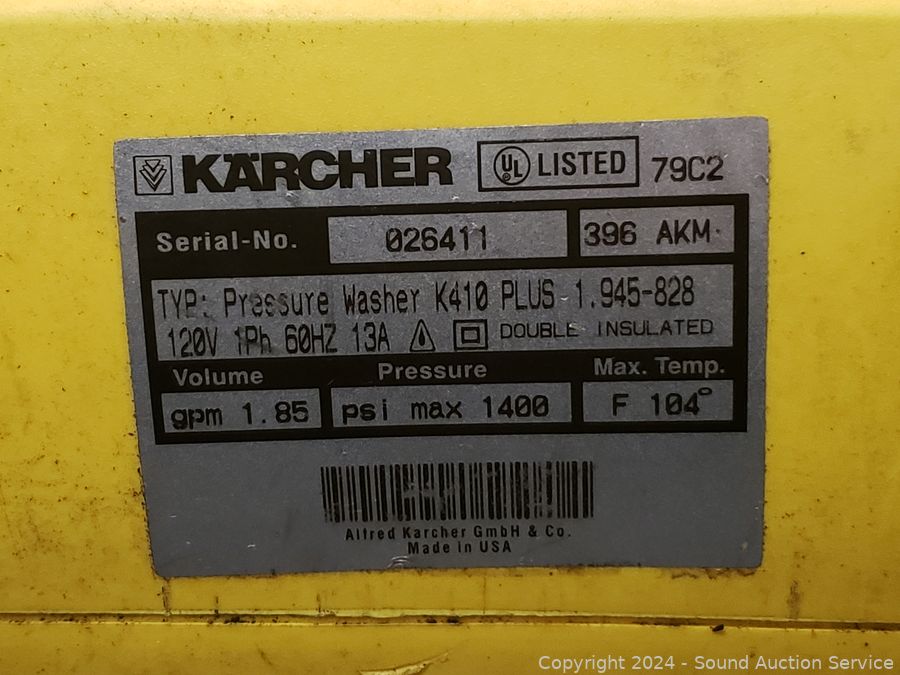 KÄRCHER UL LISTED 79C2
Serial-No. 026411 396 AKM
TYP: Pressure Washer K410 PLUS 1.945-828
120V 1Ph 60HZ 13A DOUBLE INSULATED
Volume Pressure Max. Temp.
gpm 1.85 psi max 1400 F 104°
Alfred Karcher GmbH & Co.
Made in USA
Copyright 2024 - Sound Auction Service